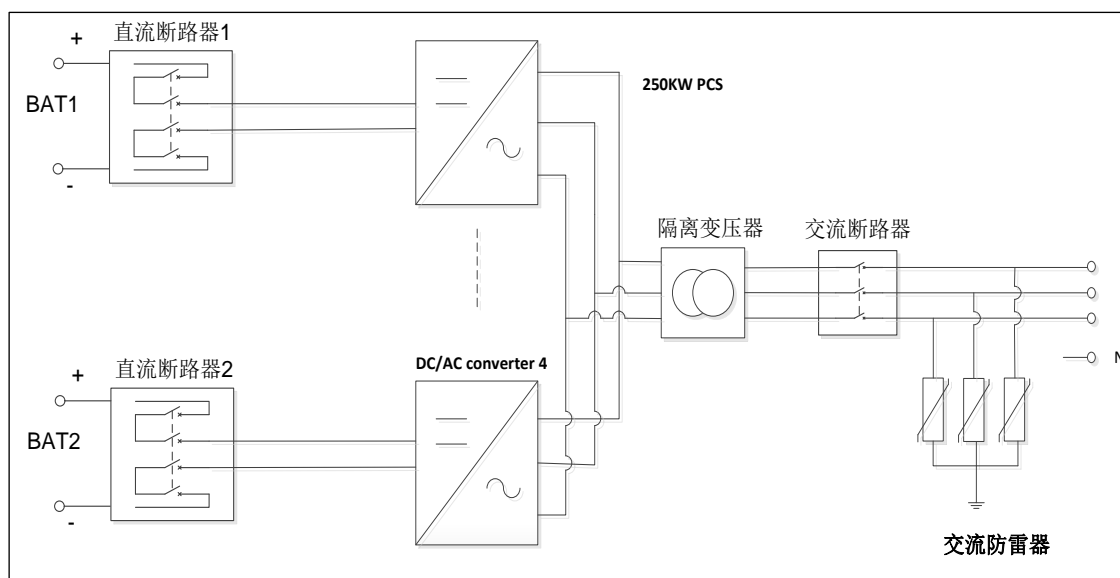 直流断路器1
+
BAT1
-
250KW PCS
隔离变压器
交流断路器
N
直流断路器2
DC/AC converter 4
+
BAT2
-
交流防雷器